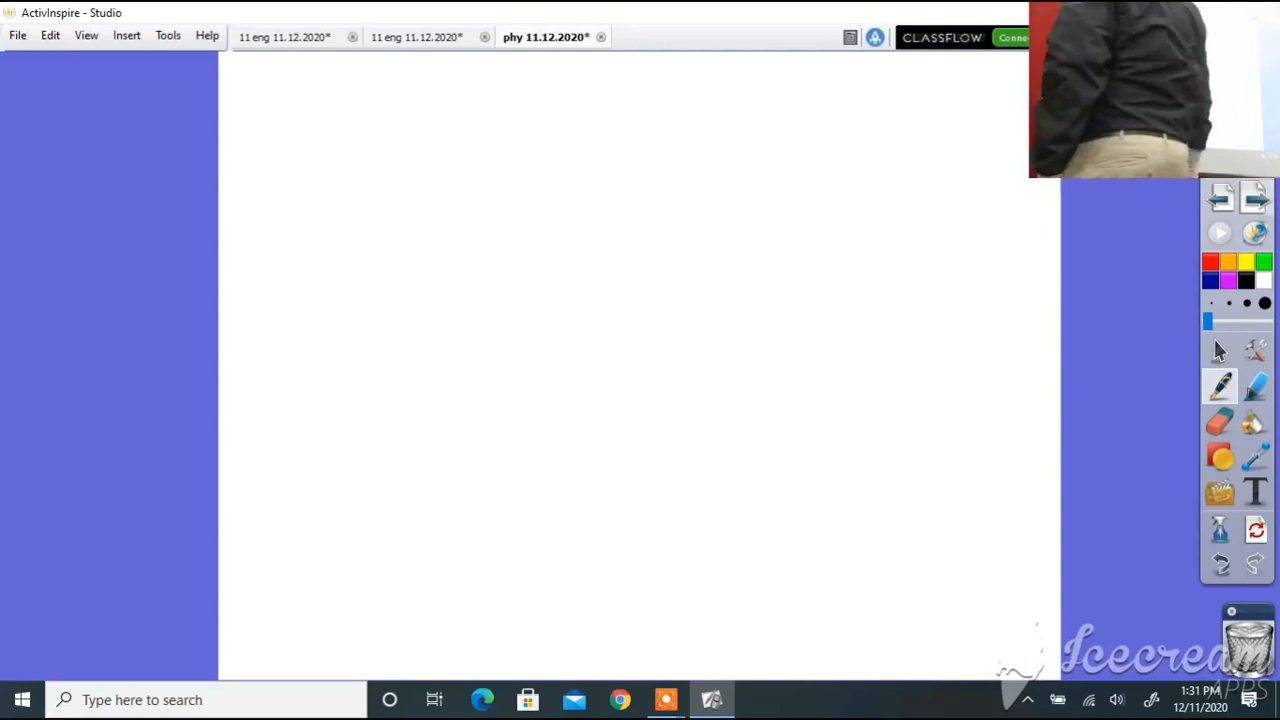 ActivInspire - Studio
File Edit View Insert Tools Help 11 eng 11.12.2020* 11 eng 11.12.2020* phy 11.12.2020* CLASSFLOW Conne
T
Icecream
APPS
Type here to search
1:31 PM
12/11/2020